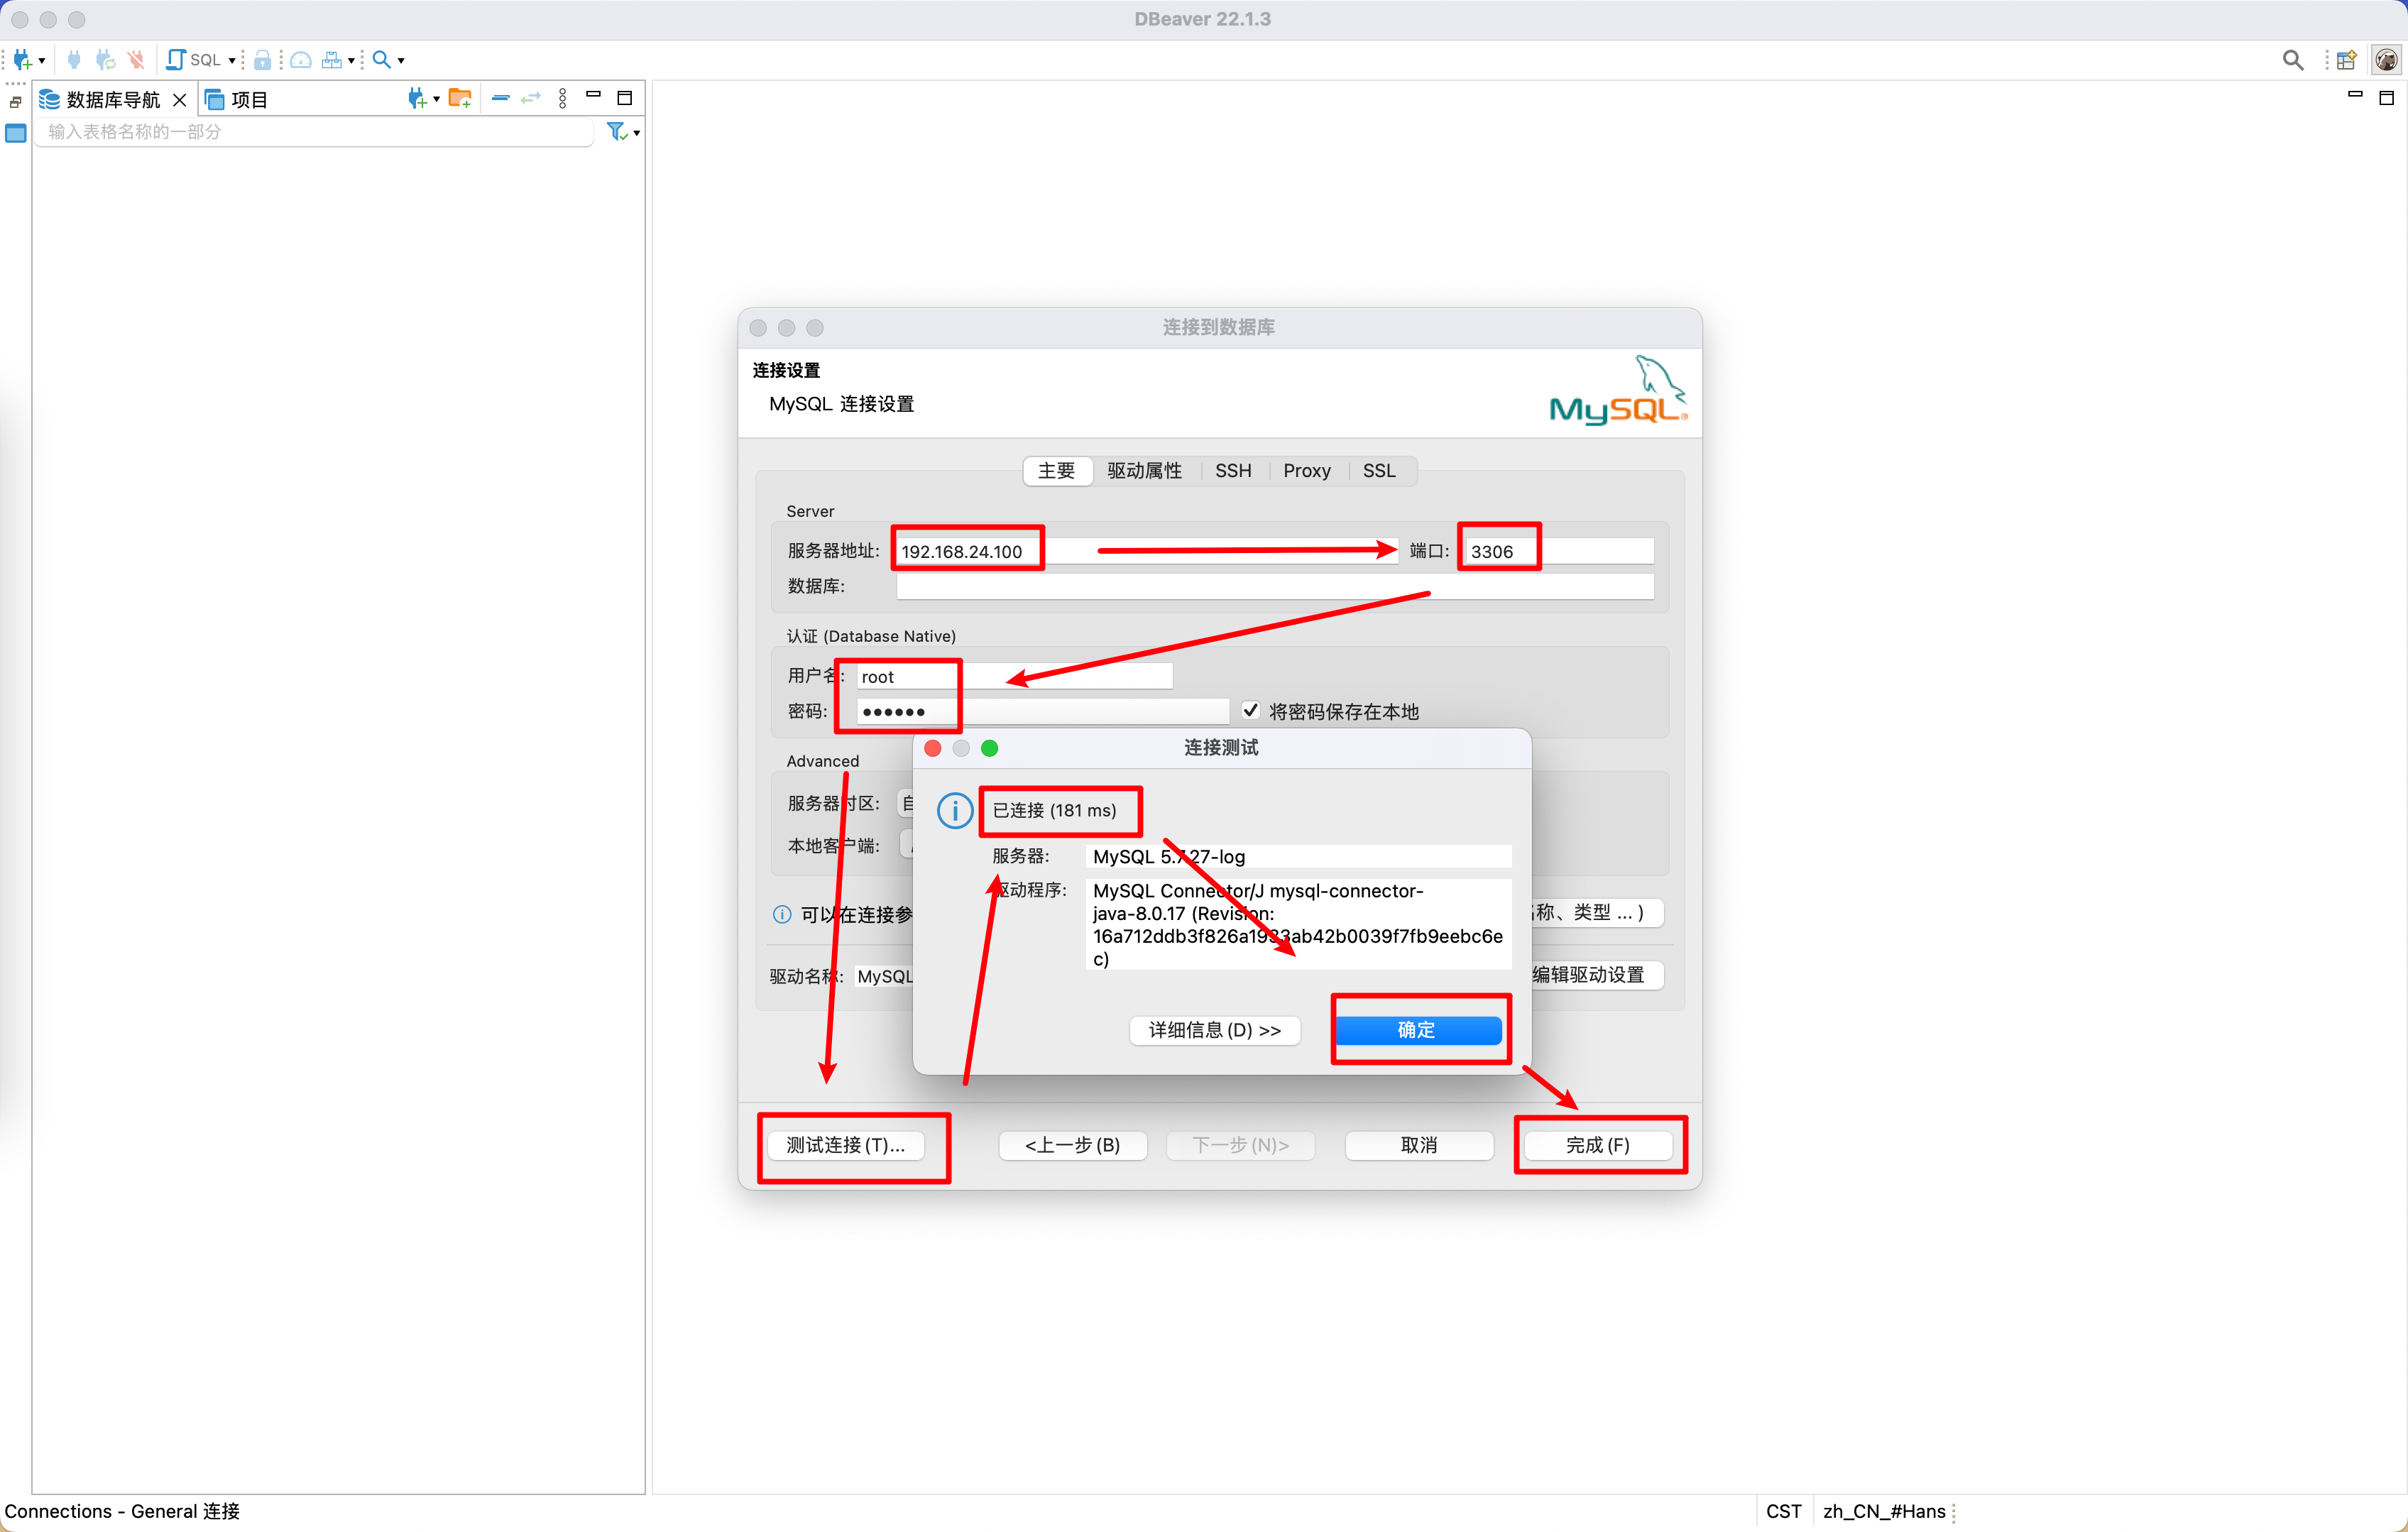 DBeaver 22.1.3
SQL
数据库导航 项目
输入表格名称的一部分
连接到数据库
连接设置
MySQL 连接设置
MySQL
主要 驱动属性 SSH Proxy SSL
Server
服务器地址: 192.168.24.100 端口: 3306
数据库:
认证 (Database Native)
用户名: root
密码: ●●●●●● 将密码保存在本地
Advanced
服务器时区: 自
本地客户端:
可以在连接参
称、类型 ... )
驱动名称: MySQL
编辑驱动设置
连接测试
已连接 (181 ms)
服务器: MySQL 5.7.27-log
驱动程序: MySQL Connector/J mysql-connector-
java-8.0.17 (Revision:
16a712ddb3f826a1933ab42b0039f7fb9eebc6e
c)
详细信息(D) >> 确定
测试连接(T)... <上一步(B) 下一步(N)> 取消 完成(F)
Connections - General 连接 CST zh_CN_#Hans